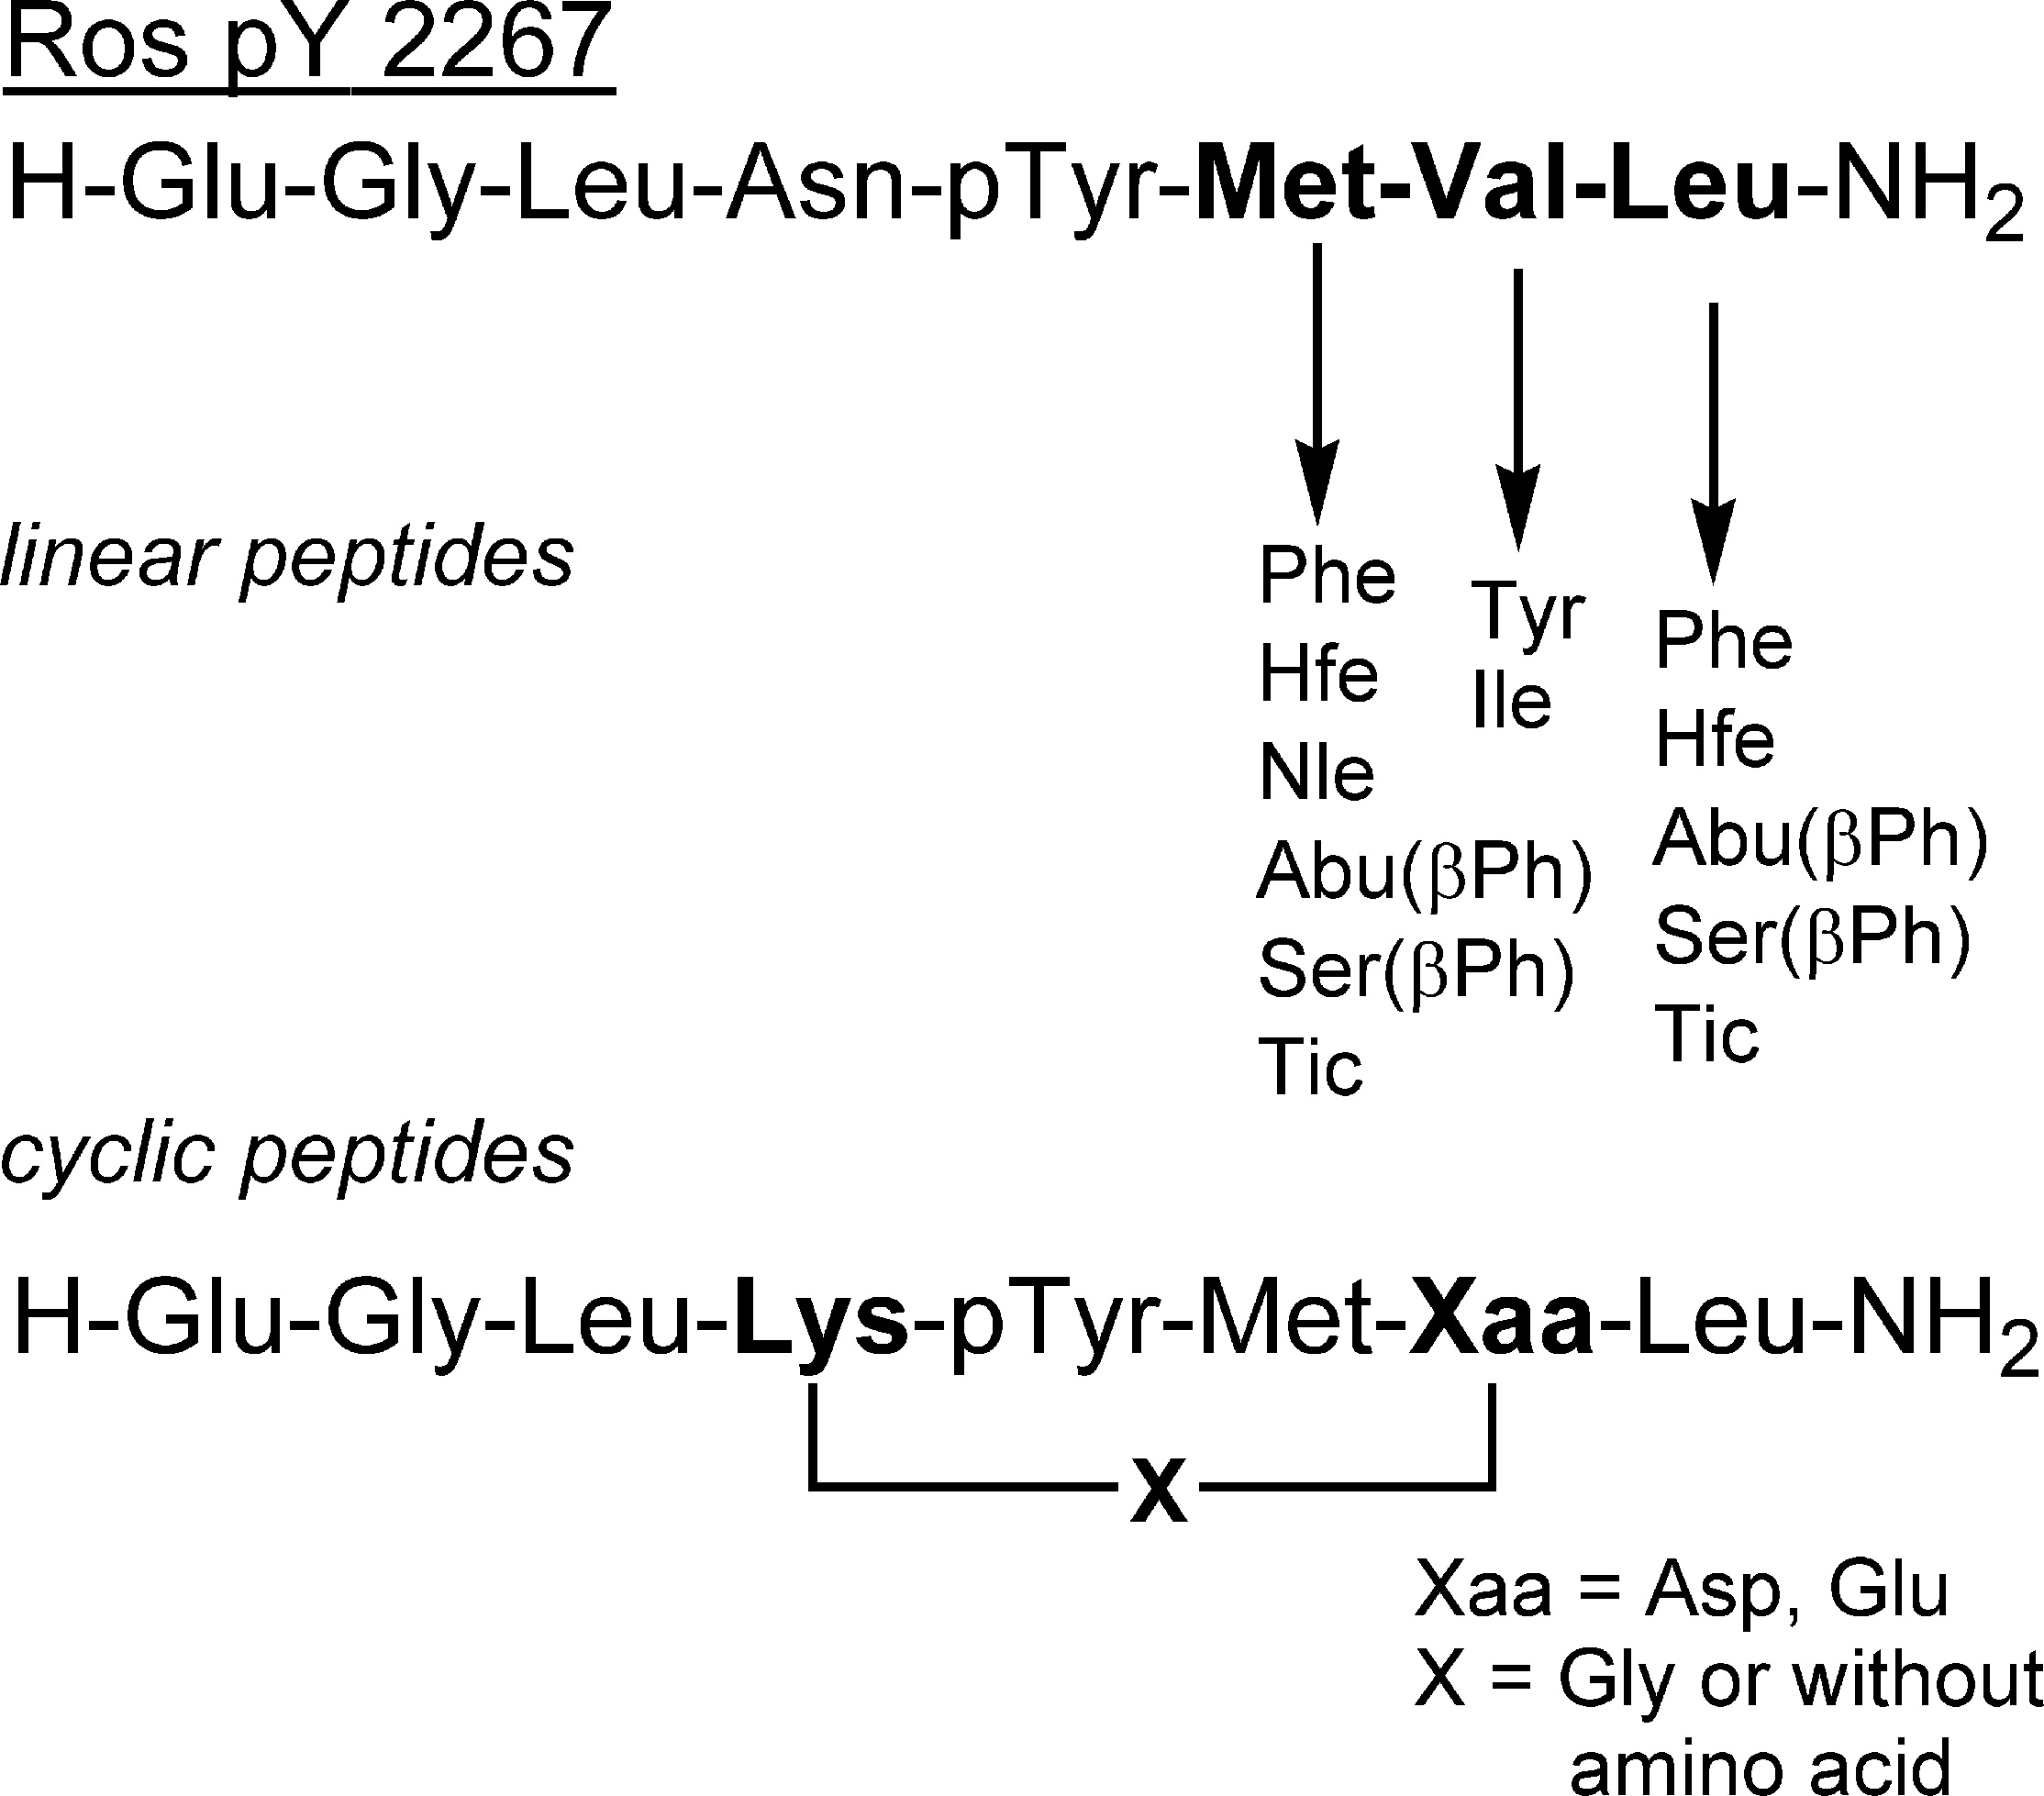 Ros pY 2267
H-Glu-Gly-Leu-Asn-pTyr-Met-Val-Leu-NH₂
linear peptides
Phe
Hfe
Nle
Abu(βPh)
Ser(βPh)
Tic
Tyr
Ile
Phe
Hfe
Abu(βPh)
Ser(βPh)
Tic
cyclic peptides
H-Glu-Gly-Leu-Lys-pTyr-Met-Xaa-Leu-NH₂
X
Xaa = Asp, Glu
X = Gly or without
amino acid